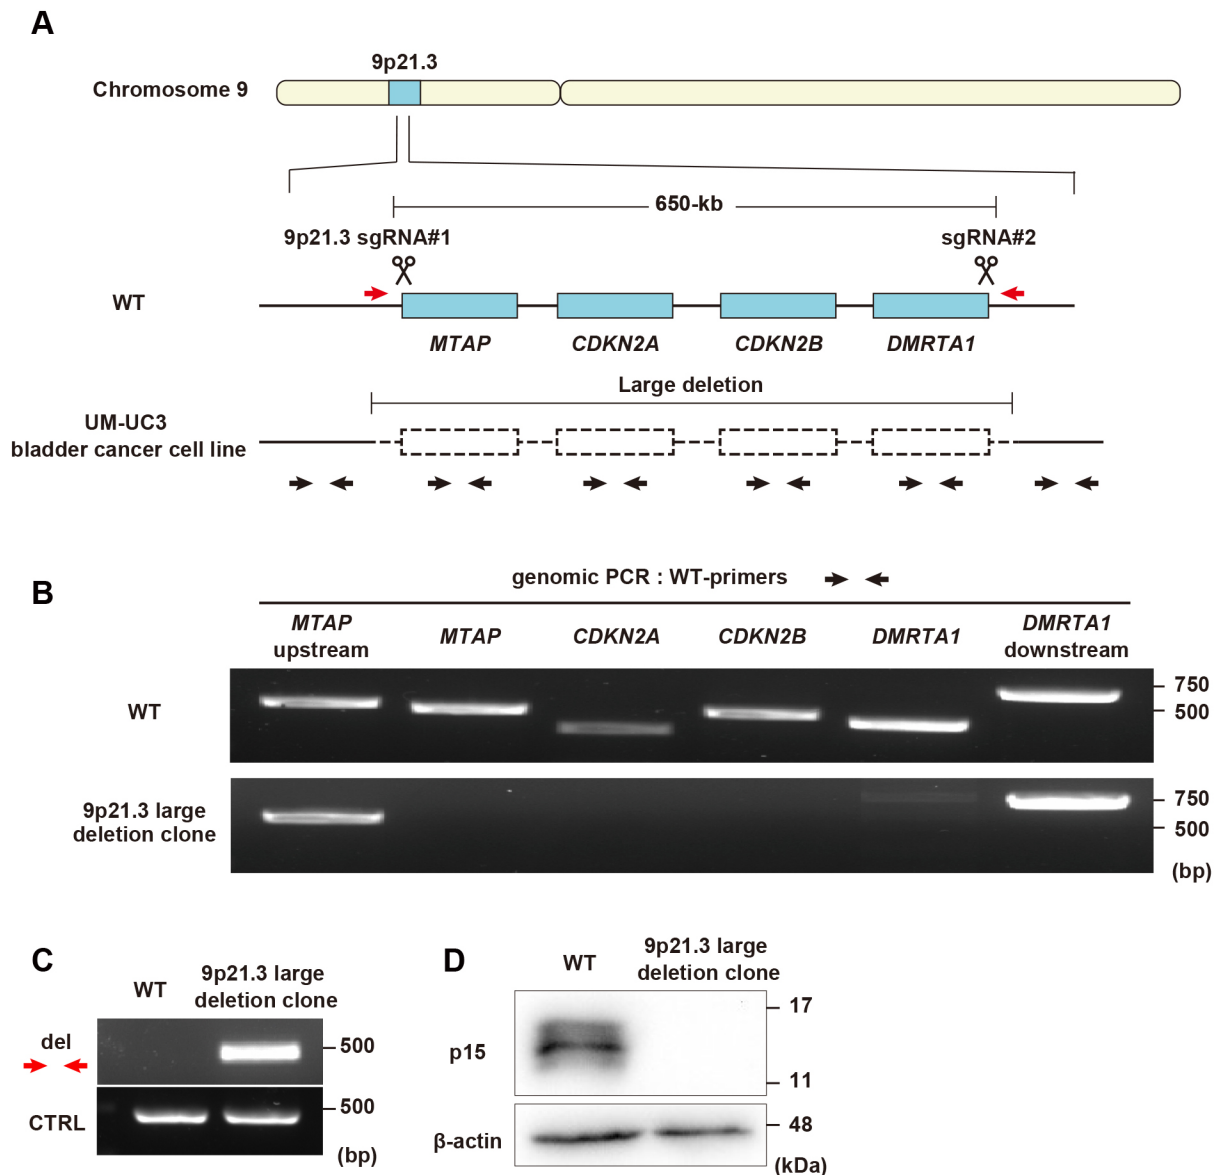 A
9p21.3
Chromosome 9
650-kb
9p21.3 sgRNA#1
sgRNA#2
WT
MTAP
CDKN2A
CDKN2B
DMRTA1
Large deletion
UM-UC3
bladder cancer cell line
B
genomic PCR : WT-primers
MTAP
upstream
MTAP
CDKN2A
CDKN2B
DMRTA1
DMRTA1
downstream
WT
750
500
9p21.3 large
deletion clone
750
500
(bp)
C
WT
9p21.3 large
deletion clone
del
500
CTRL
500
(bp)
D
WT
9p21.3 large
deletion clone
p15
17
11
β-actin
48
(kDa)